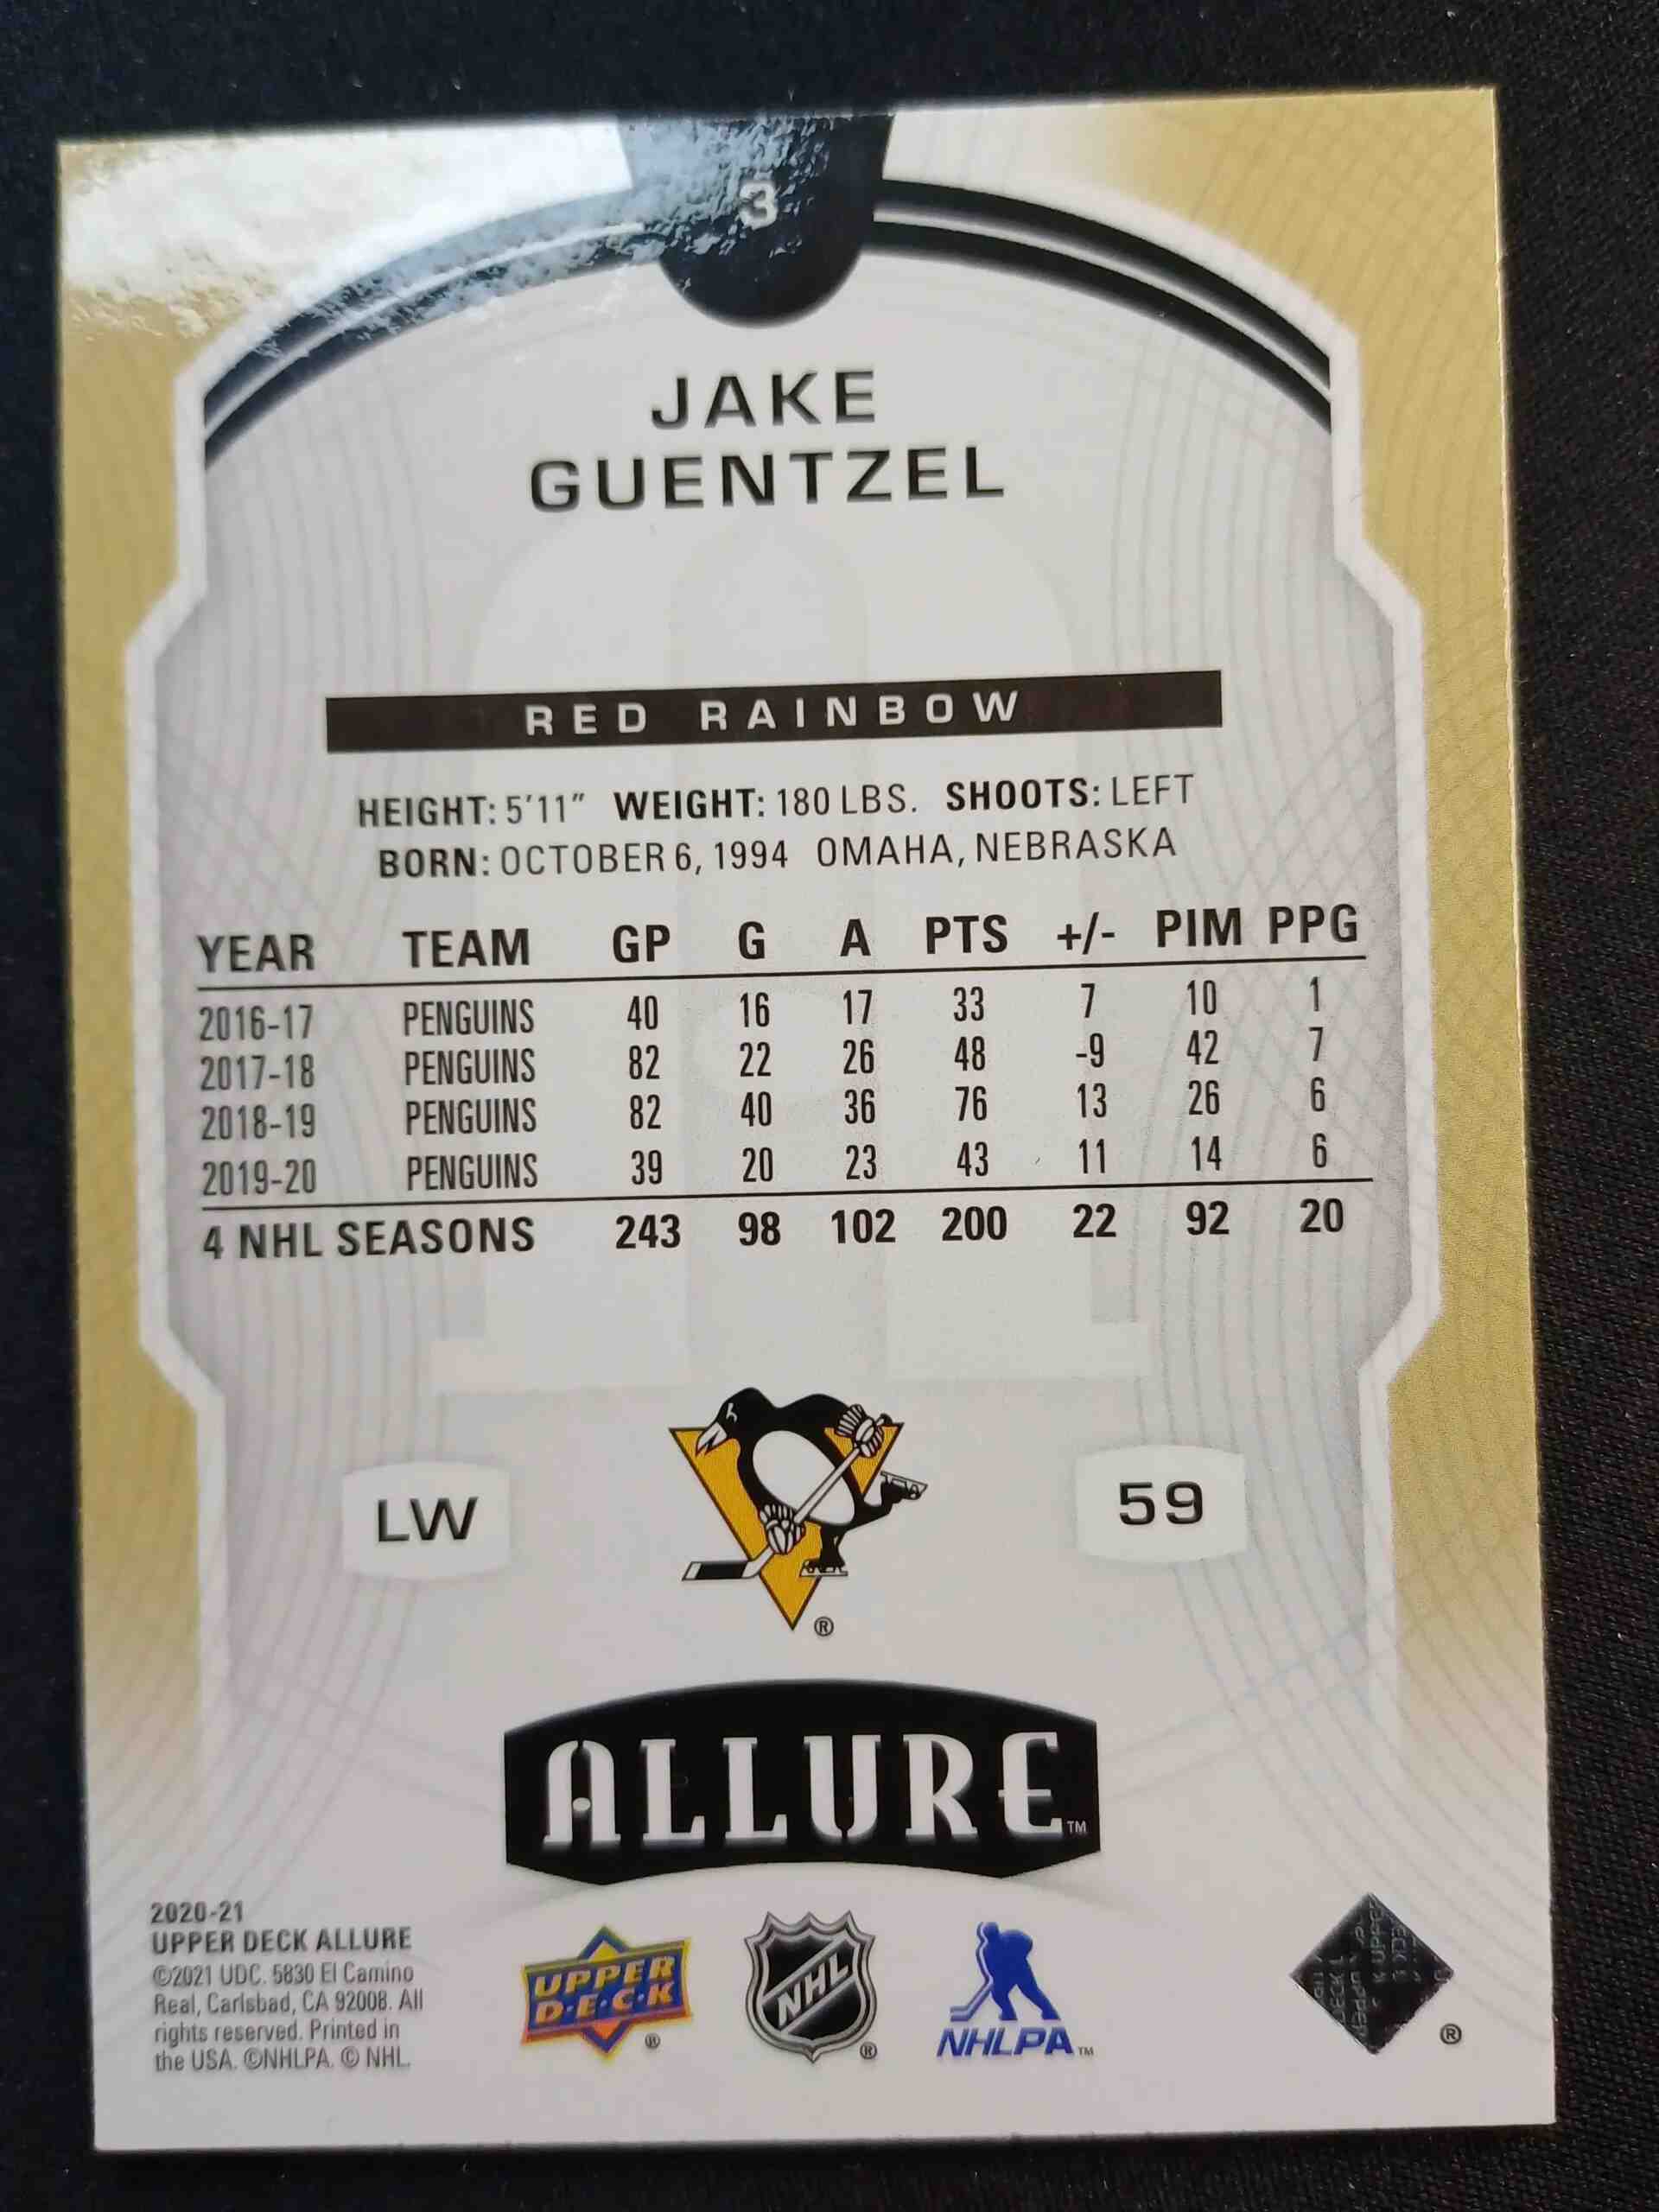 3
JAKE
GUENTZEL
RED RAINBOW
HEIGHT: 5'11" WEIGHT: 180 LBS. SHOOTS: LEFT
BORN: OCTOBER 6, 1994 OMAHA, NEBRASKA
YEAR TEAM GP G A PTS +/- PIM PPG
2016-17 PENGUINS 40 16 17 33 7 10 1
2017-18 PENGUINS 82 22 26 48 -9 42 7
2018-19 PENGUINS 82 40 36 76 13 26 6
2019-20 PENGUINS 39 20 23 43 11 14 6
4 NHL SEASONS 243 98 102 200 22 92 20
LW 59
®
ALLURE™
2020-21
UPPER DECK ALLURE
©2021 UDC. 5830 El Camino
Real, Carlsbad, CA 92008. All
rights reserved. Printed in
the USA. ©NHLPA. © NHL.
UPPER
D·E·C·K ®
NHL ®
NHLPA™
®